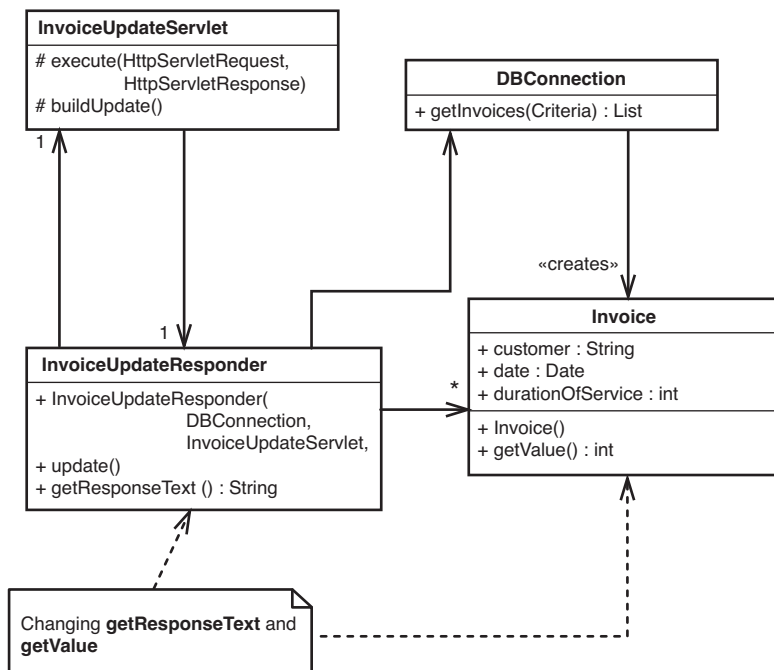 InvoiceUpdateServlet
# execute(HttpServletRequest,
HttpServletResponse)
# buildUpdate()
DBConnection
+ getInvoices(Criteria) : List
1
«creates»
1
Invoice
+ customer : String
+ date : Date
+ durationOfService : int
+ Invoice()
+ getValue() : int
InvoiceUpdateResponder
+ InvoiceUpdateResponder(
DBConnection,
InvoiceUpdateServlet,
+ update()
+ getResponseText () : String
*
Changing getResponseText and
getValue